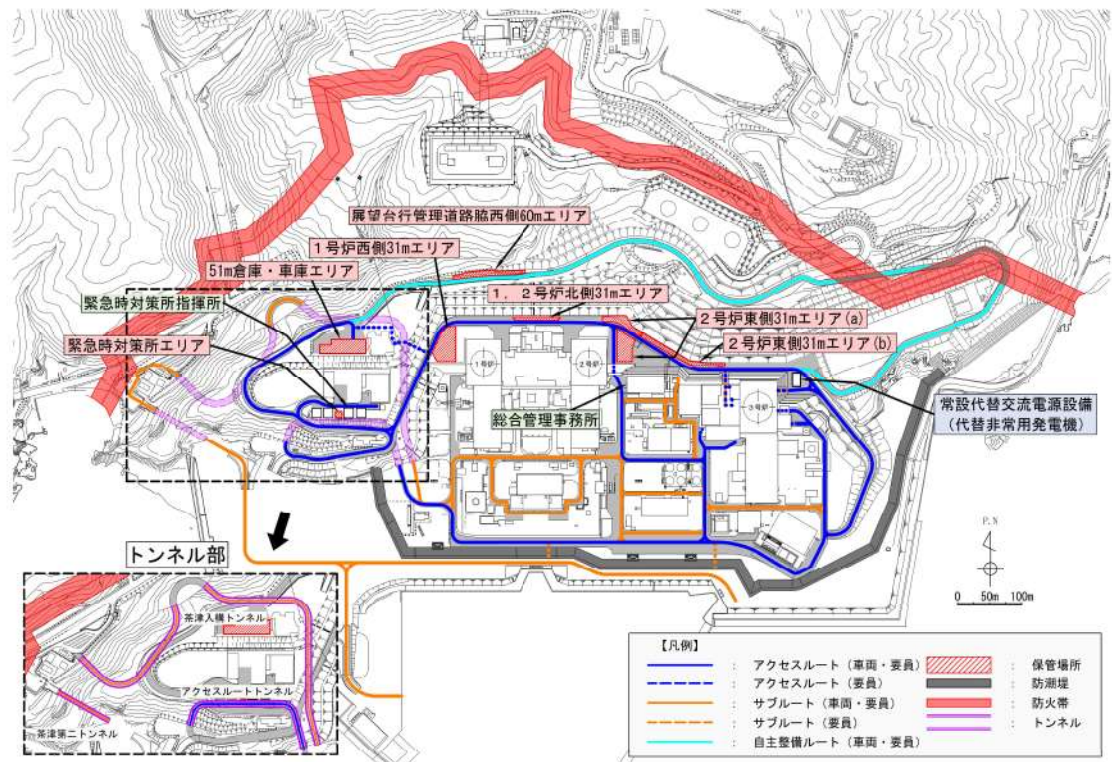 展望台行管理道路脇西側60mエリア
1号炉西側31mエリア
51m倉庫・車庫エリア
1,2号炉北側31mエリア
緊急時対策所指揮所
2号炉東側31mエリア(a)
緊急時対策所エリア
2号炉東側31mエリア(b)
1号炉
2号炉
3号炉
総合管理事務所
常設代替交流電源設備
(代替非常用発電機)
トンネル部
茶津入構トンネル
アクセスルートトンネル
茶津第二トンネル
P.N
0 50m 100m
【凡例】
: アクセスルート(車両・要員)
: アクセスルート(要員)
: サブルート(車両・要員)
: サブルート(要員)
: 自主整備ルート(車両・要員)
: 保管場所
: 防潮堤
: 防火帯
: トンネル